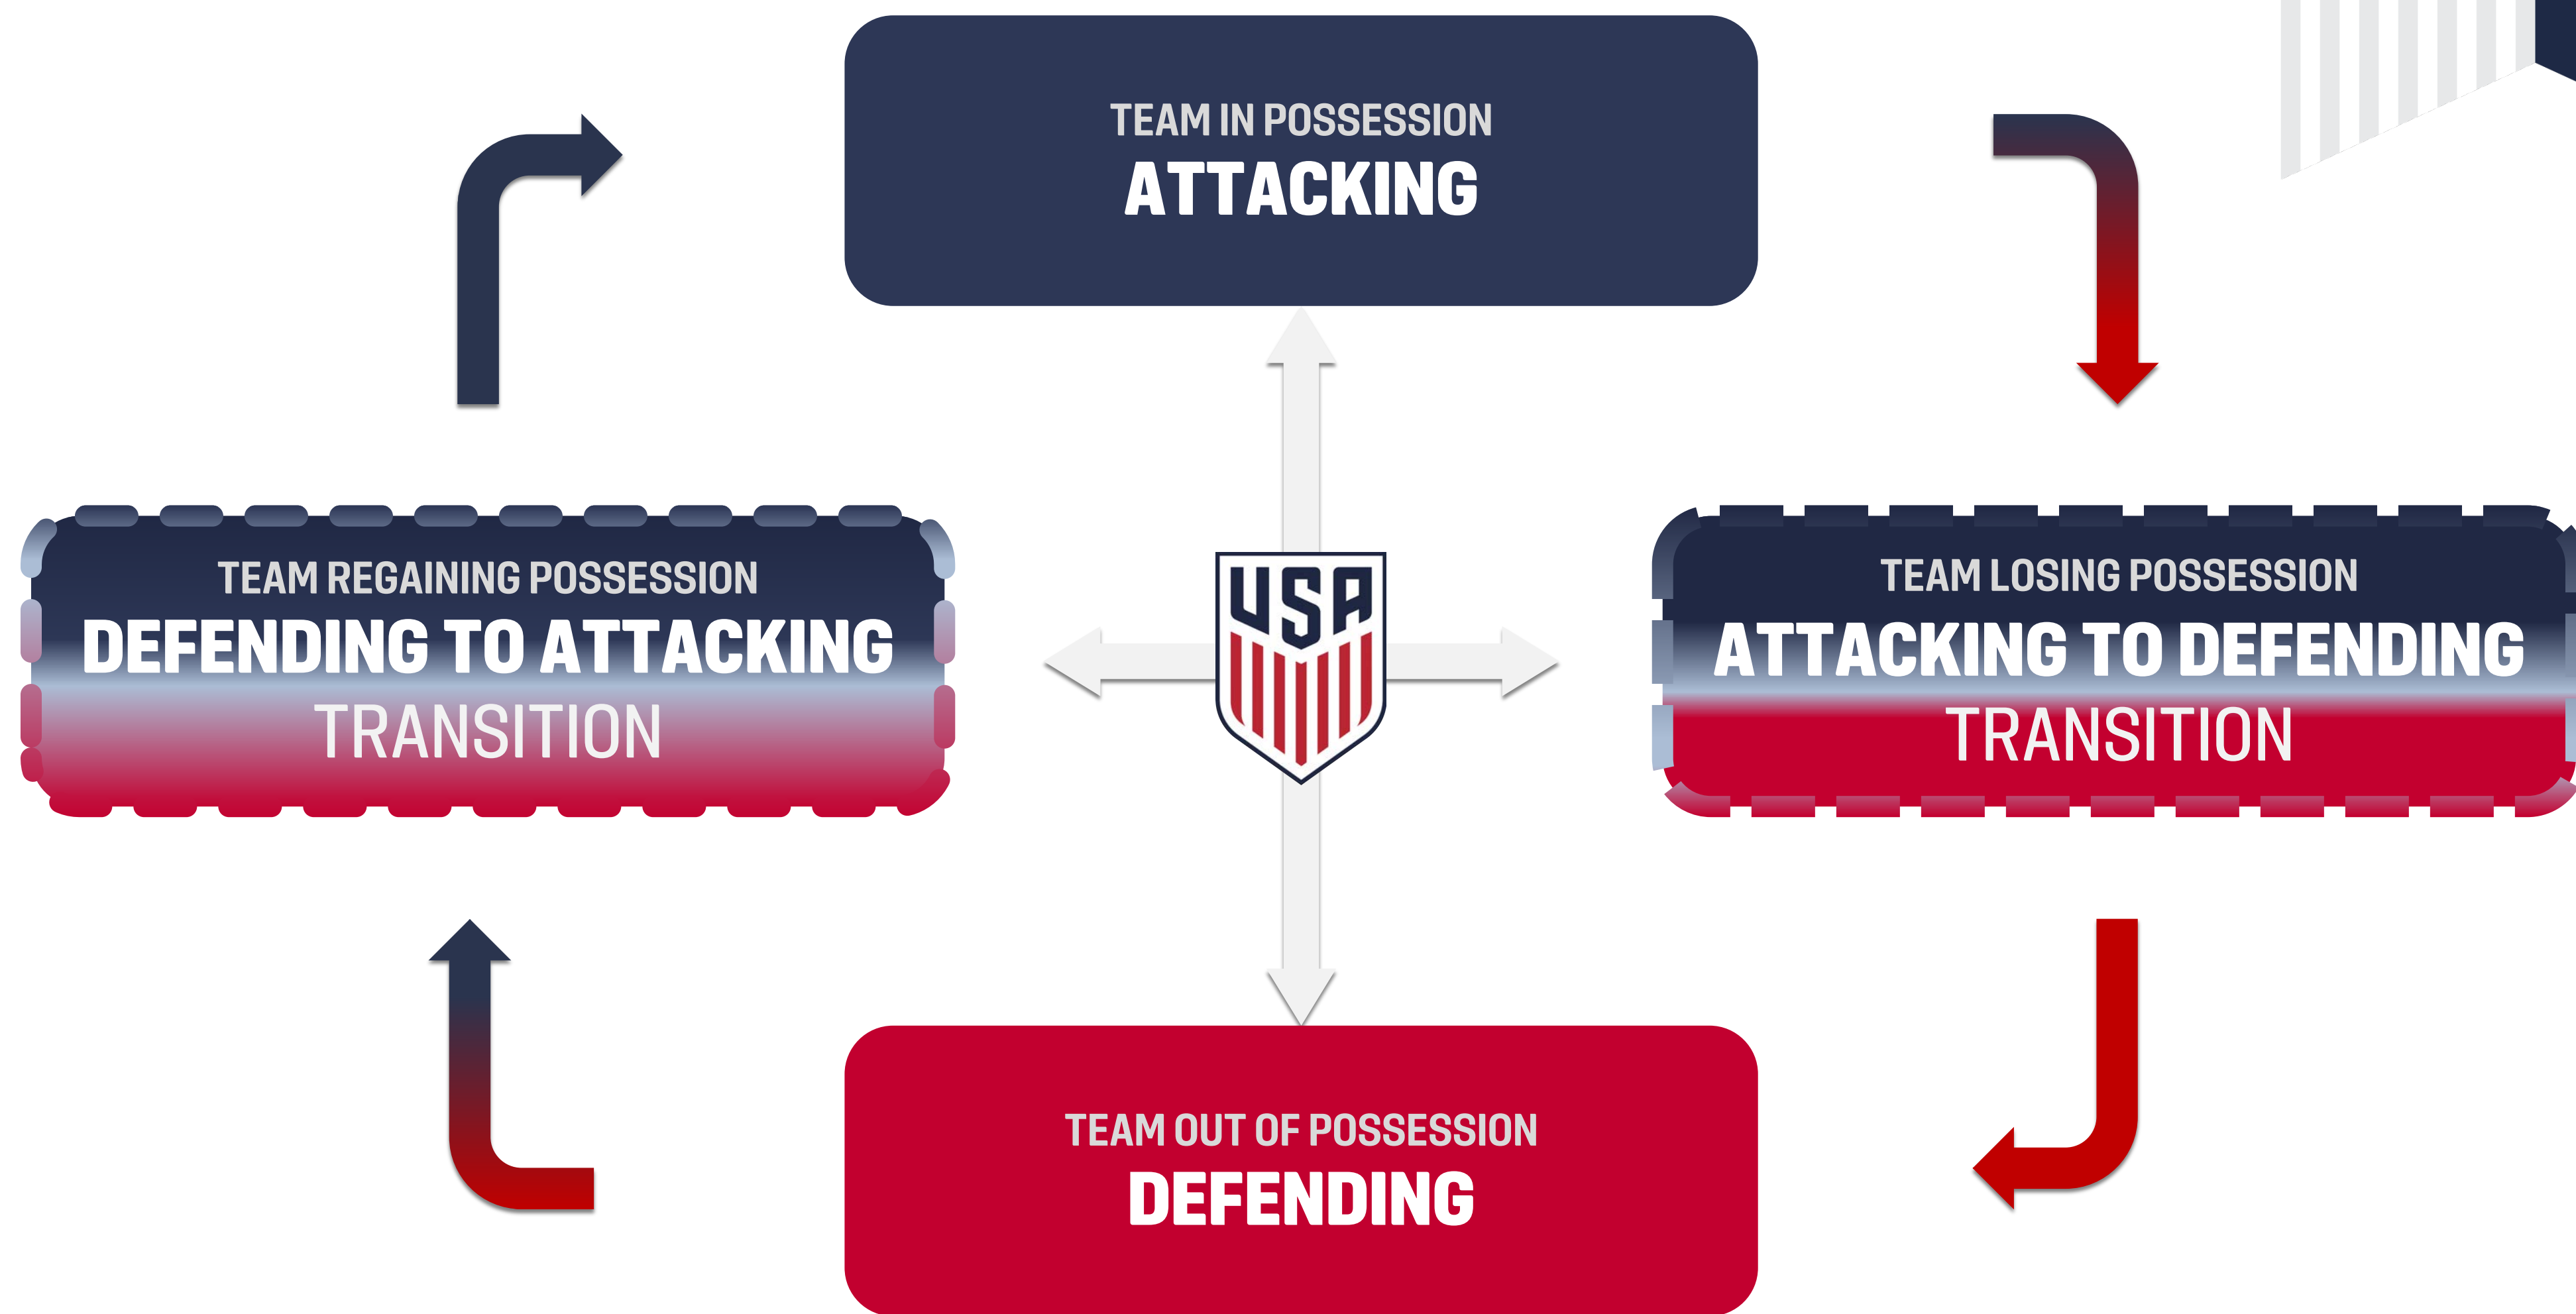 TEAM IN POSSESSION
ATTACKING
TEAM REGAINING POSSESSION
DEFENDING TO ATTACKING
TRANSITION
USA
TEAM LOSING POSSESSION
ATTACKING TO DEFENDING
TRANSITION
TEAM OUT OF POSSESSION
DEFENDING